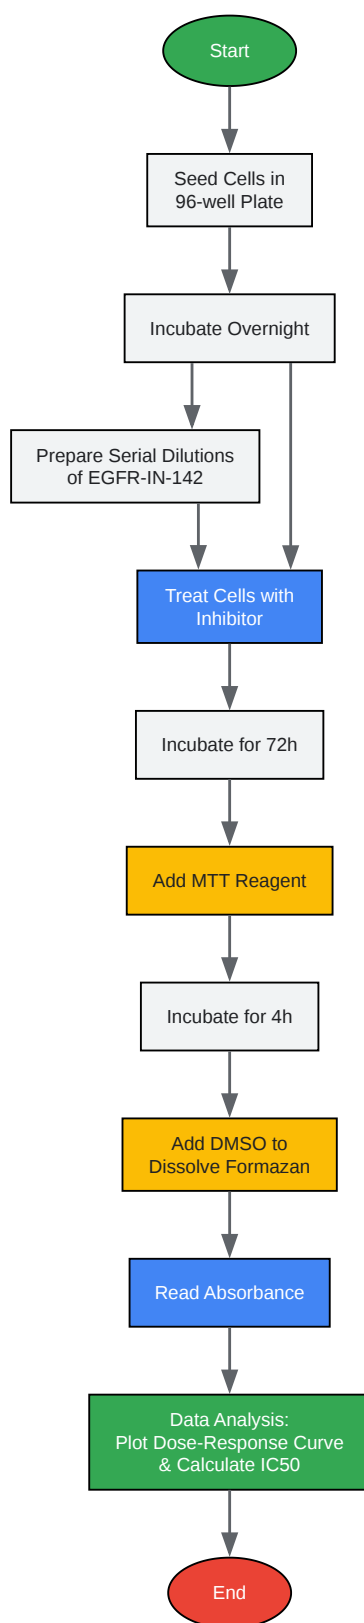 Start
Seed Cells in
96-well Plate
Incubate Overnight
Prepare Serial Dilutions
of EGFR-IN-142
Treat Cells with
Inhibitor
Incubate for 72h
Add MTT Reagent
Incubate for 4h
Add DMSO to
Dissolve Formazan
Read Absorbance
Data Analysis:
Plot Dose-Response Curve
& Calculate IC50
End